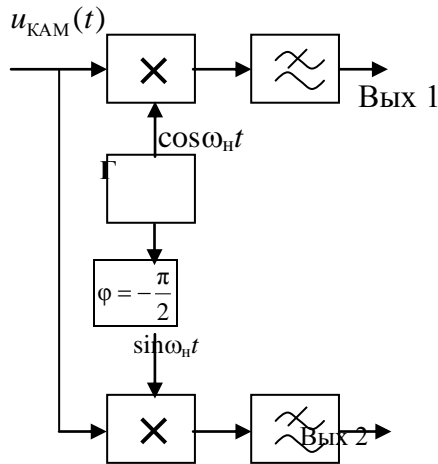 u_КАМ(t)
×
Вых 1
cosω_нt
Г
φ = −π/2
sinω_нt
×
Вых 2